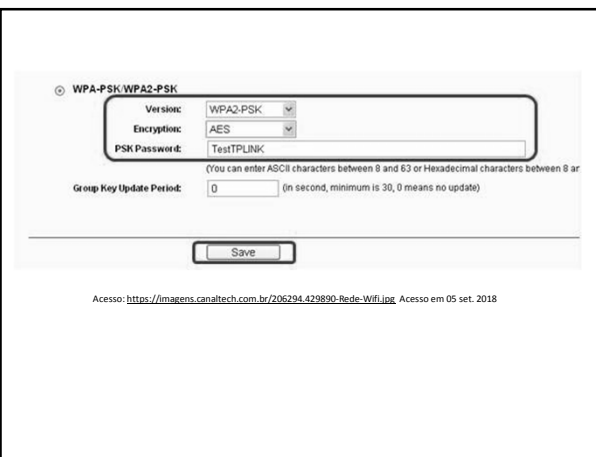 WPA-PSK/WPA2-PSK
Version: WPA2-PSK
Encryption: AES
PSK Password: TestTPLINK
(You can enter ASCII characters between 8 and 63 or Hexadecimal characters between 8 ar
Group Key Update Period: 0 (in second, minimum is 30, 0 means no update)
Save
Acesso: https://imagens.canaltech.com.br/206294.429890-Rede-Wifi.jpg Acesso em 05 set. 2018